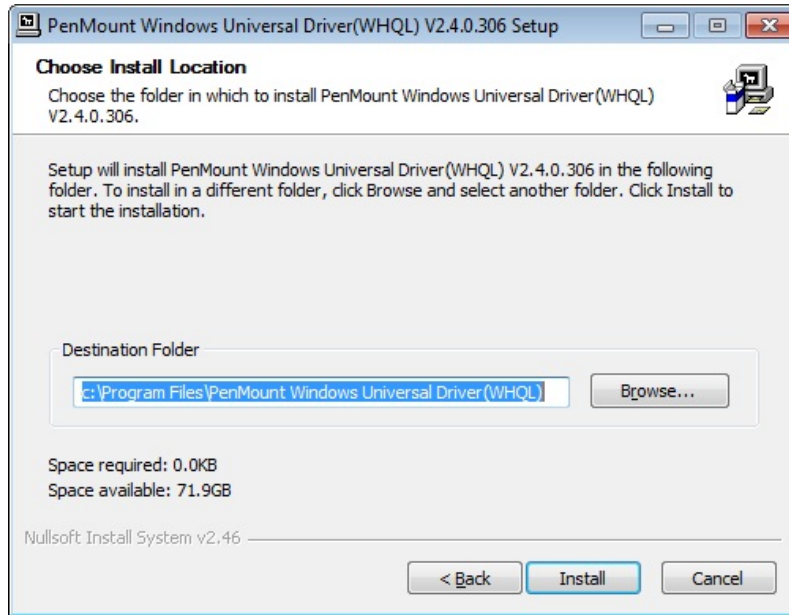 PenMount Windows Universal Driver(WHQL) V2.4.0.306 Setup
Choose Install Location
Choose the folder in which to install PenMount Windows Universal Driver(WHQL)
V2.4.0.306.
Setup will install PenMount Windows Universal Driver(WHQL) V2.4.0.306 in the following
folder. To install in a different folder, click Browse and select another folder. Click Install to
start the installation.
Destination Folder
c:\Program Files\PenMount Windows Universal Driver(WHQL)
Browse...
Space required: 0.0KB
Space available: 71.9GB
Nullsoft Install System v2.46
< Back
Install
Cancel